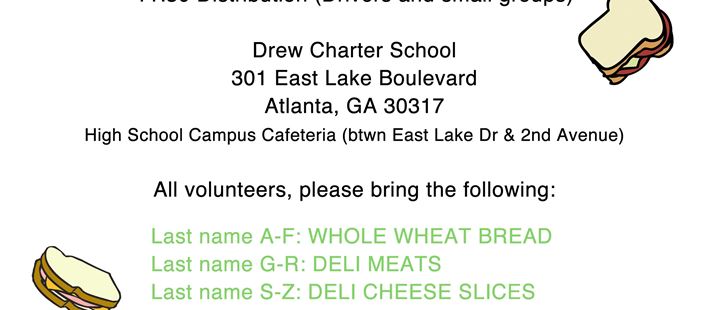 Distribution (Drivers and small groups)
Drew Charter School
301 East Lake Boulevard
Atlanta, GA 30317
High School Campus Cafeteria (btwn East Lake Dr & 2nd Avenue)
All volunteers, please bring the following:
Last name A-F: WHOLE WHEAT BREAD
Last name G-R: DELI MEATS
Last name S-Z: DELI CHEESE SLICES